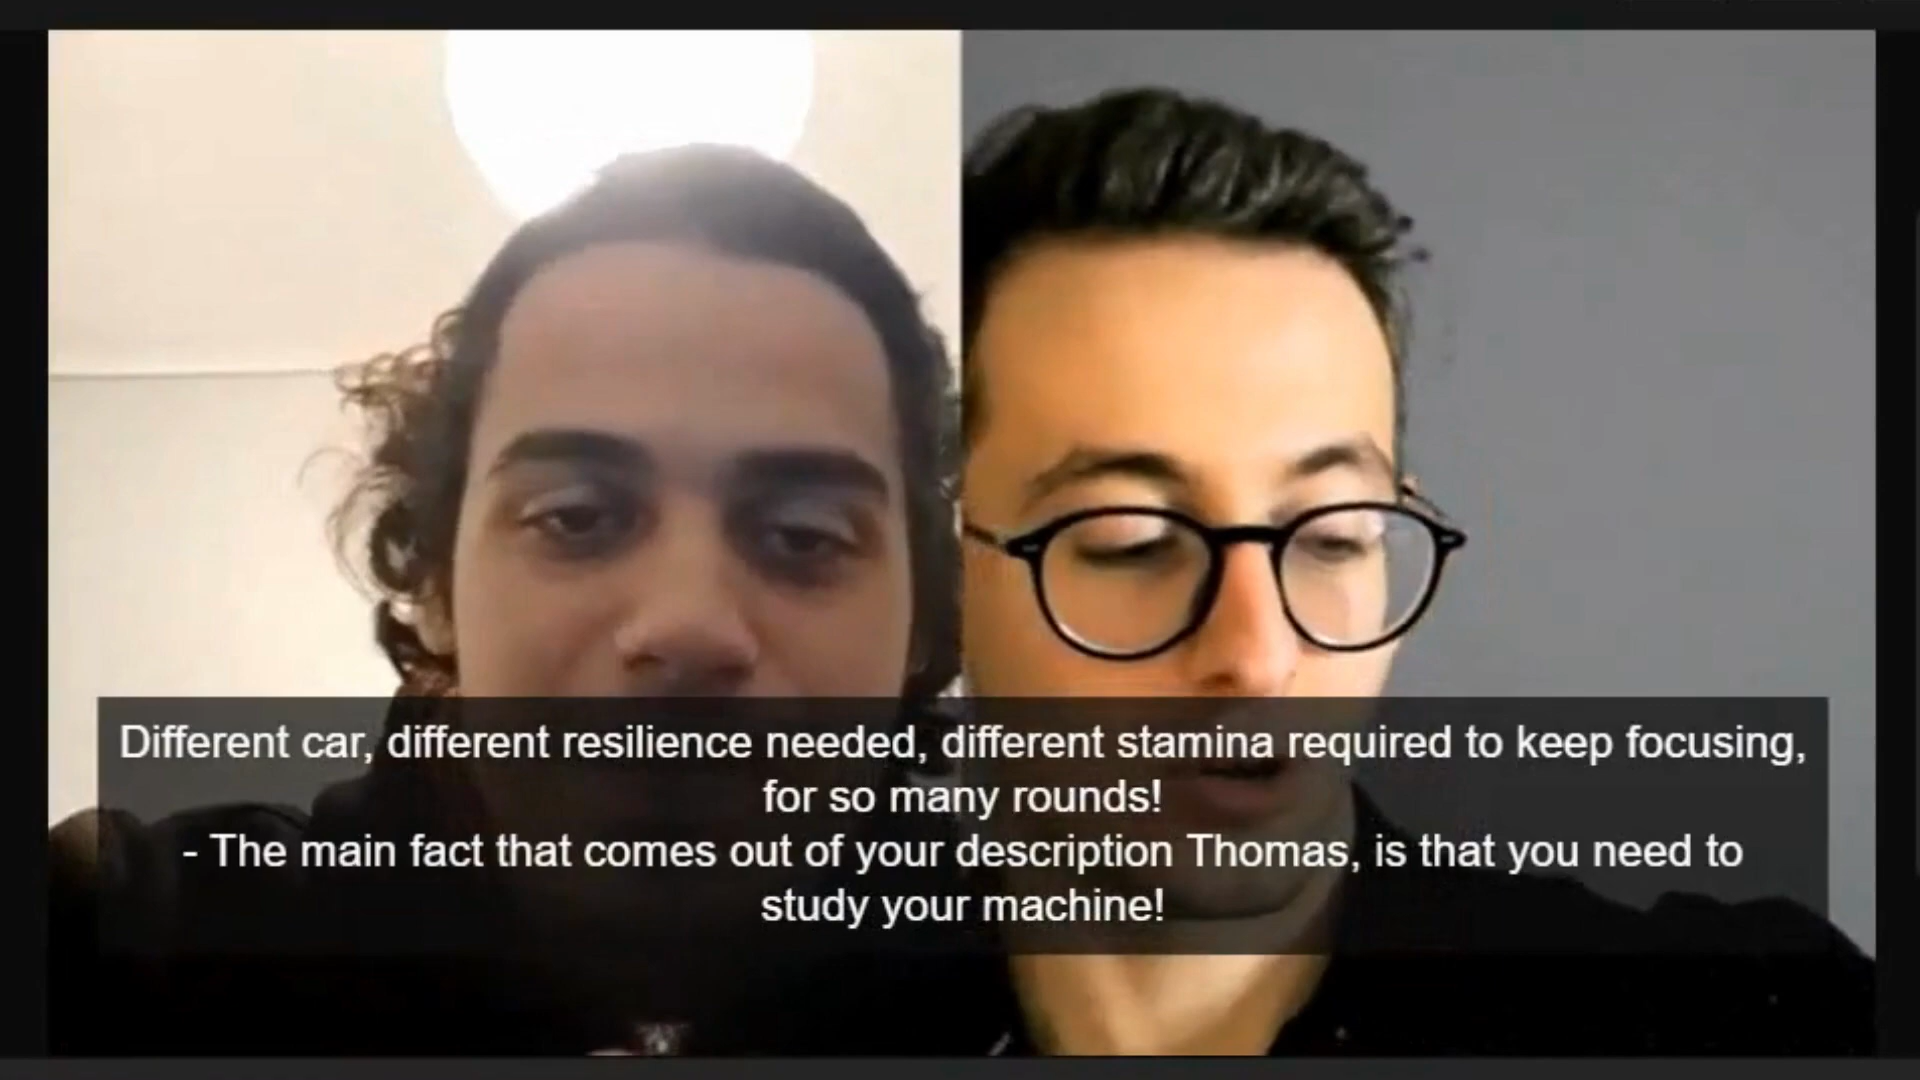 Different car, different resilience needed, different stamina required to keep focusing,
for so many rounds!
- The main fact that comes out of your description Thomas, is that you need to
study your machine!